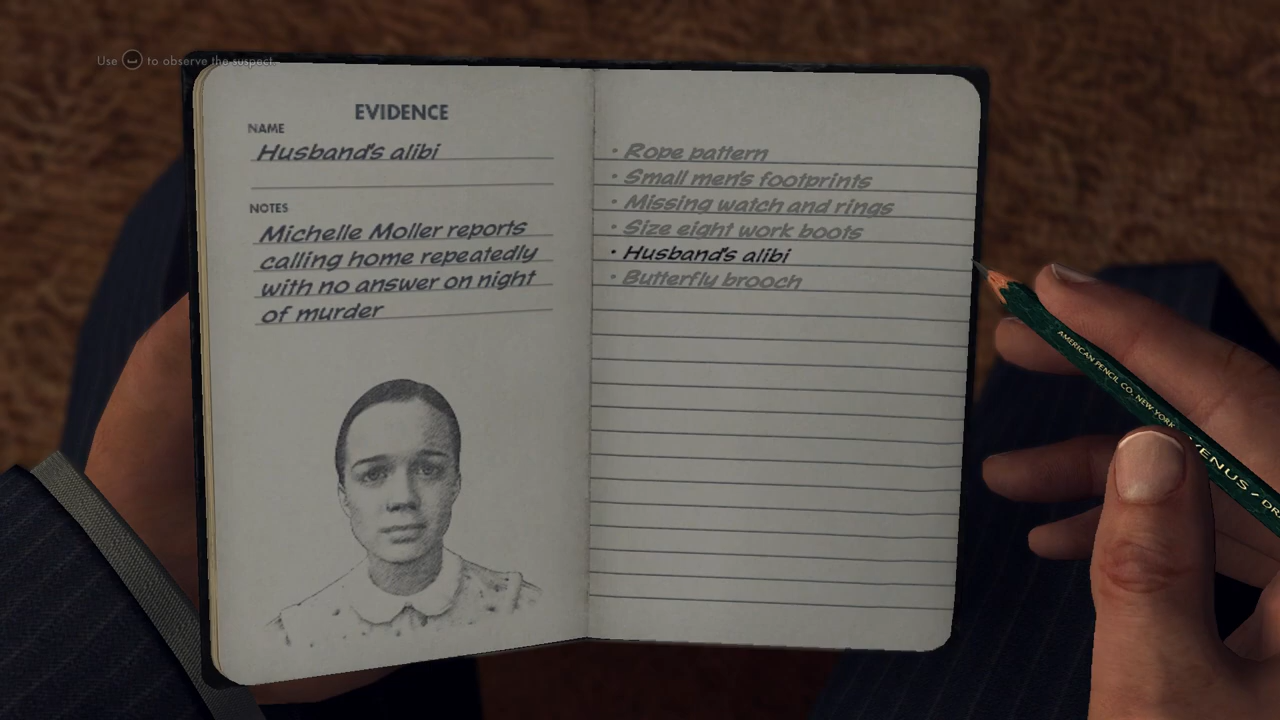 Use to observe the suspect
EVIDENCE
NAME
Husband's alibi
NOTES
Michelle Moller reports
calling home repeatedly
with no answer on night
of murder
• Rope pattern
• Small men's footprints
• Missing watch and rings
• Size eight work boots
• Husband's alibi
• Butterfly brooch
AMERICAN PENCIL CO. NEW YORK
VENUS / DR